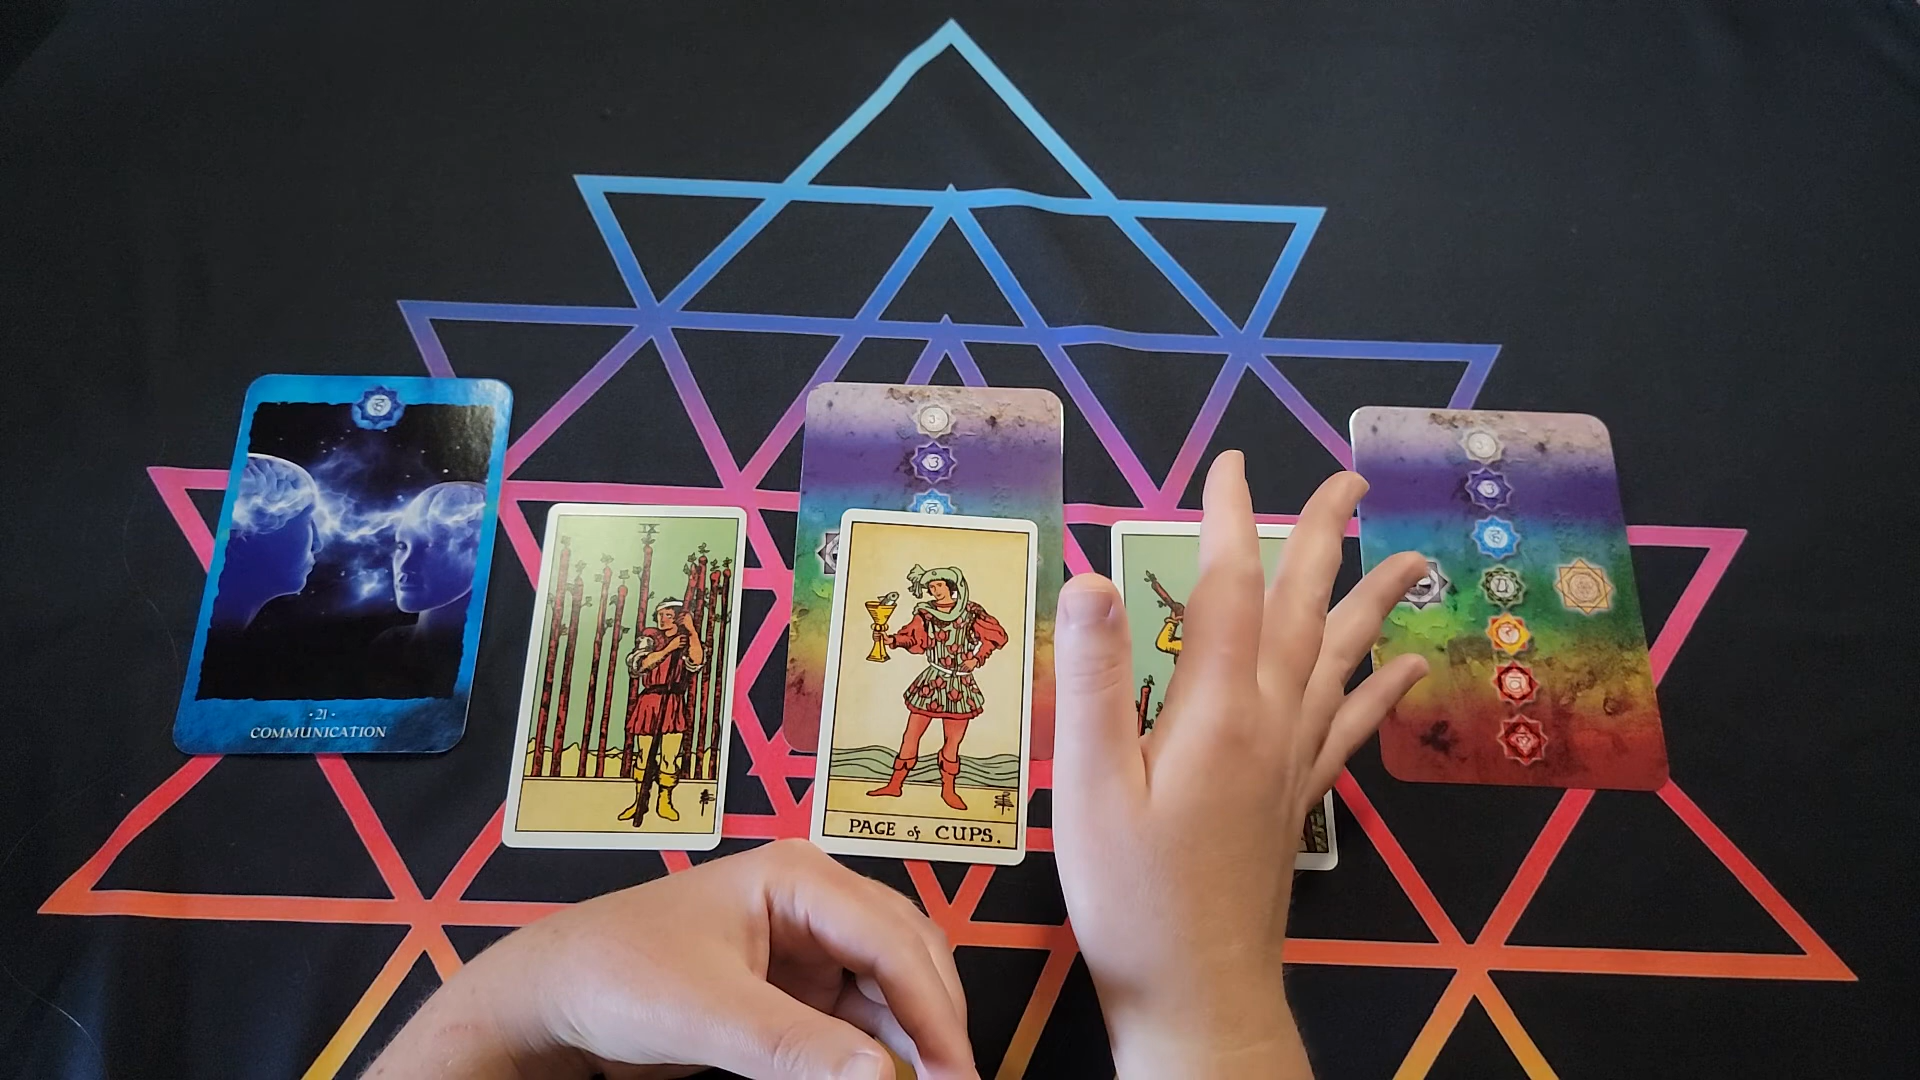 · 21 ·
COMMUNICATION
IX
PAGE of CUPS.